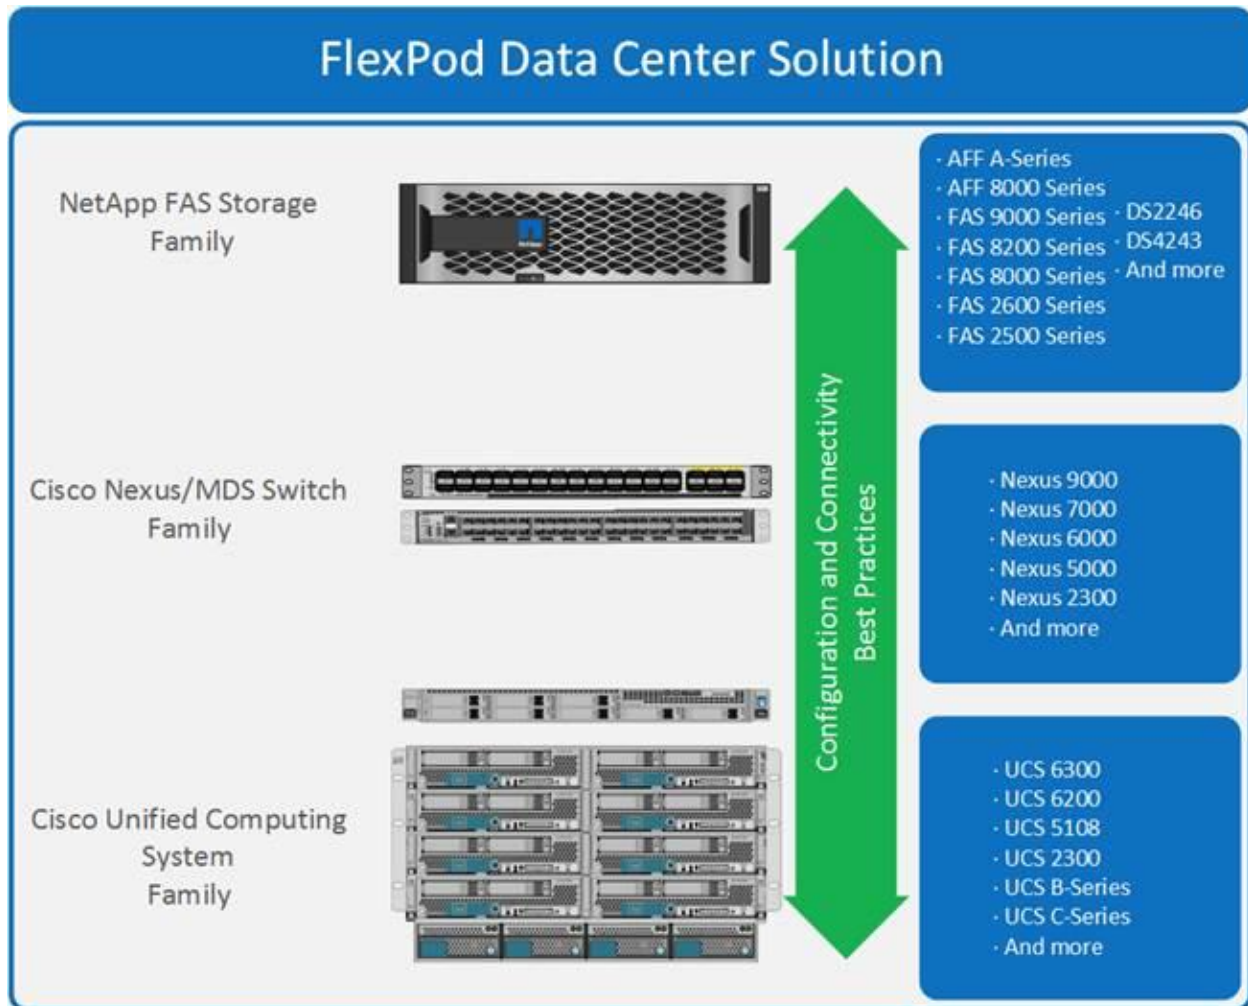 FlexPod Data Center Solution
NetApp FAS Storage
Family
· AFF A-Series
· AFF 8000 Series
· FAS 9000 Series
· FAS 8200 Series
· FAS 8000 Series
· FAS 2600 Series
· FAS 2500 Series
· DS2246
· DS4243
· And more
Configuration and Connectivity
Best Practices
Cisco Nexus/MDS Switch
Family
· Nexus 9000
· Nexus 7000
· Nexus 6000
· Nexus 5000
· Nexus 2300
· And more
Cisco Unified Computing
System
Family
· UCS 6300
· UCS 6200
· UCS 5108
· UCS 2300
· UCS B-Series
· UCS C-Series
· And more